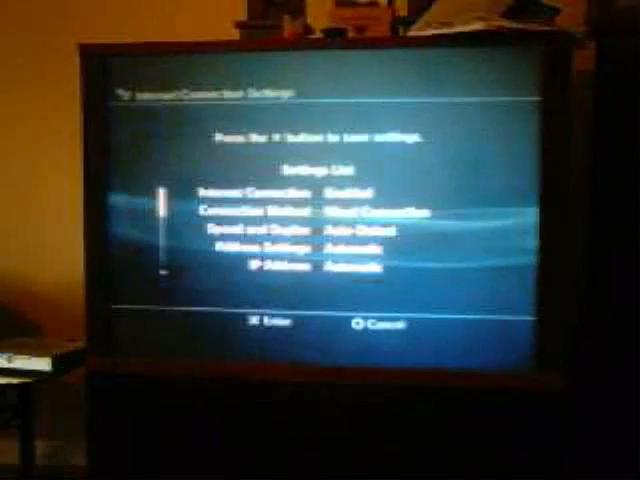 Internet Connection Settings
Press the X button to save settings.
Settings List
Internet Connection Enabled
Connection Method Wired Connection
Speed and Duplex Auto-Detect
Address Settings Automatic
IP Address Automatic
X Enter O Cancel